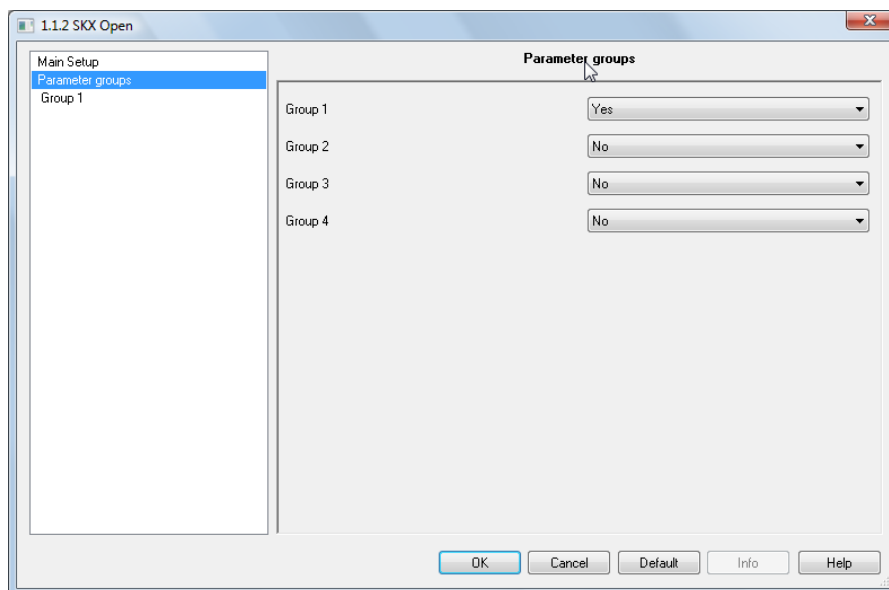 1.1.2 SKX Open
Main Setup
Parameter groups
Group 1
Parameter groups
Group 1 Yes
Group 2 No
Group 3 No
Group 4 No
OK Cancel Default Info Help